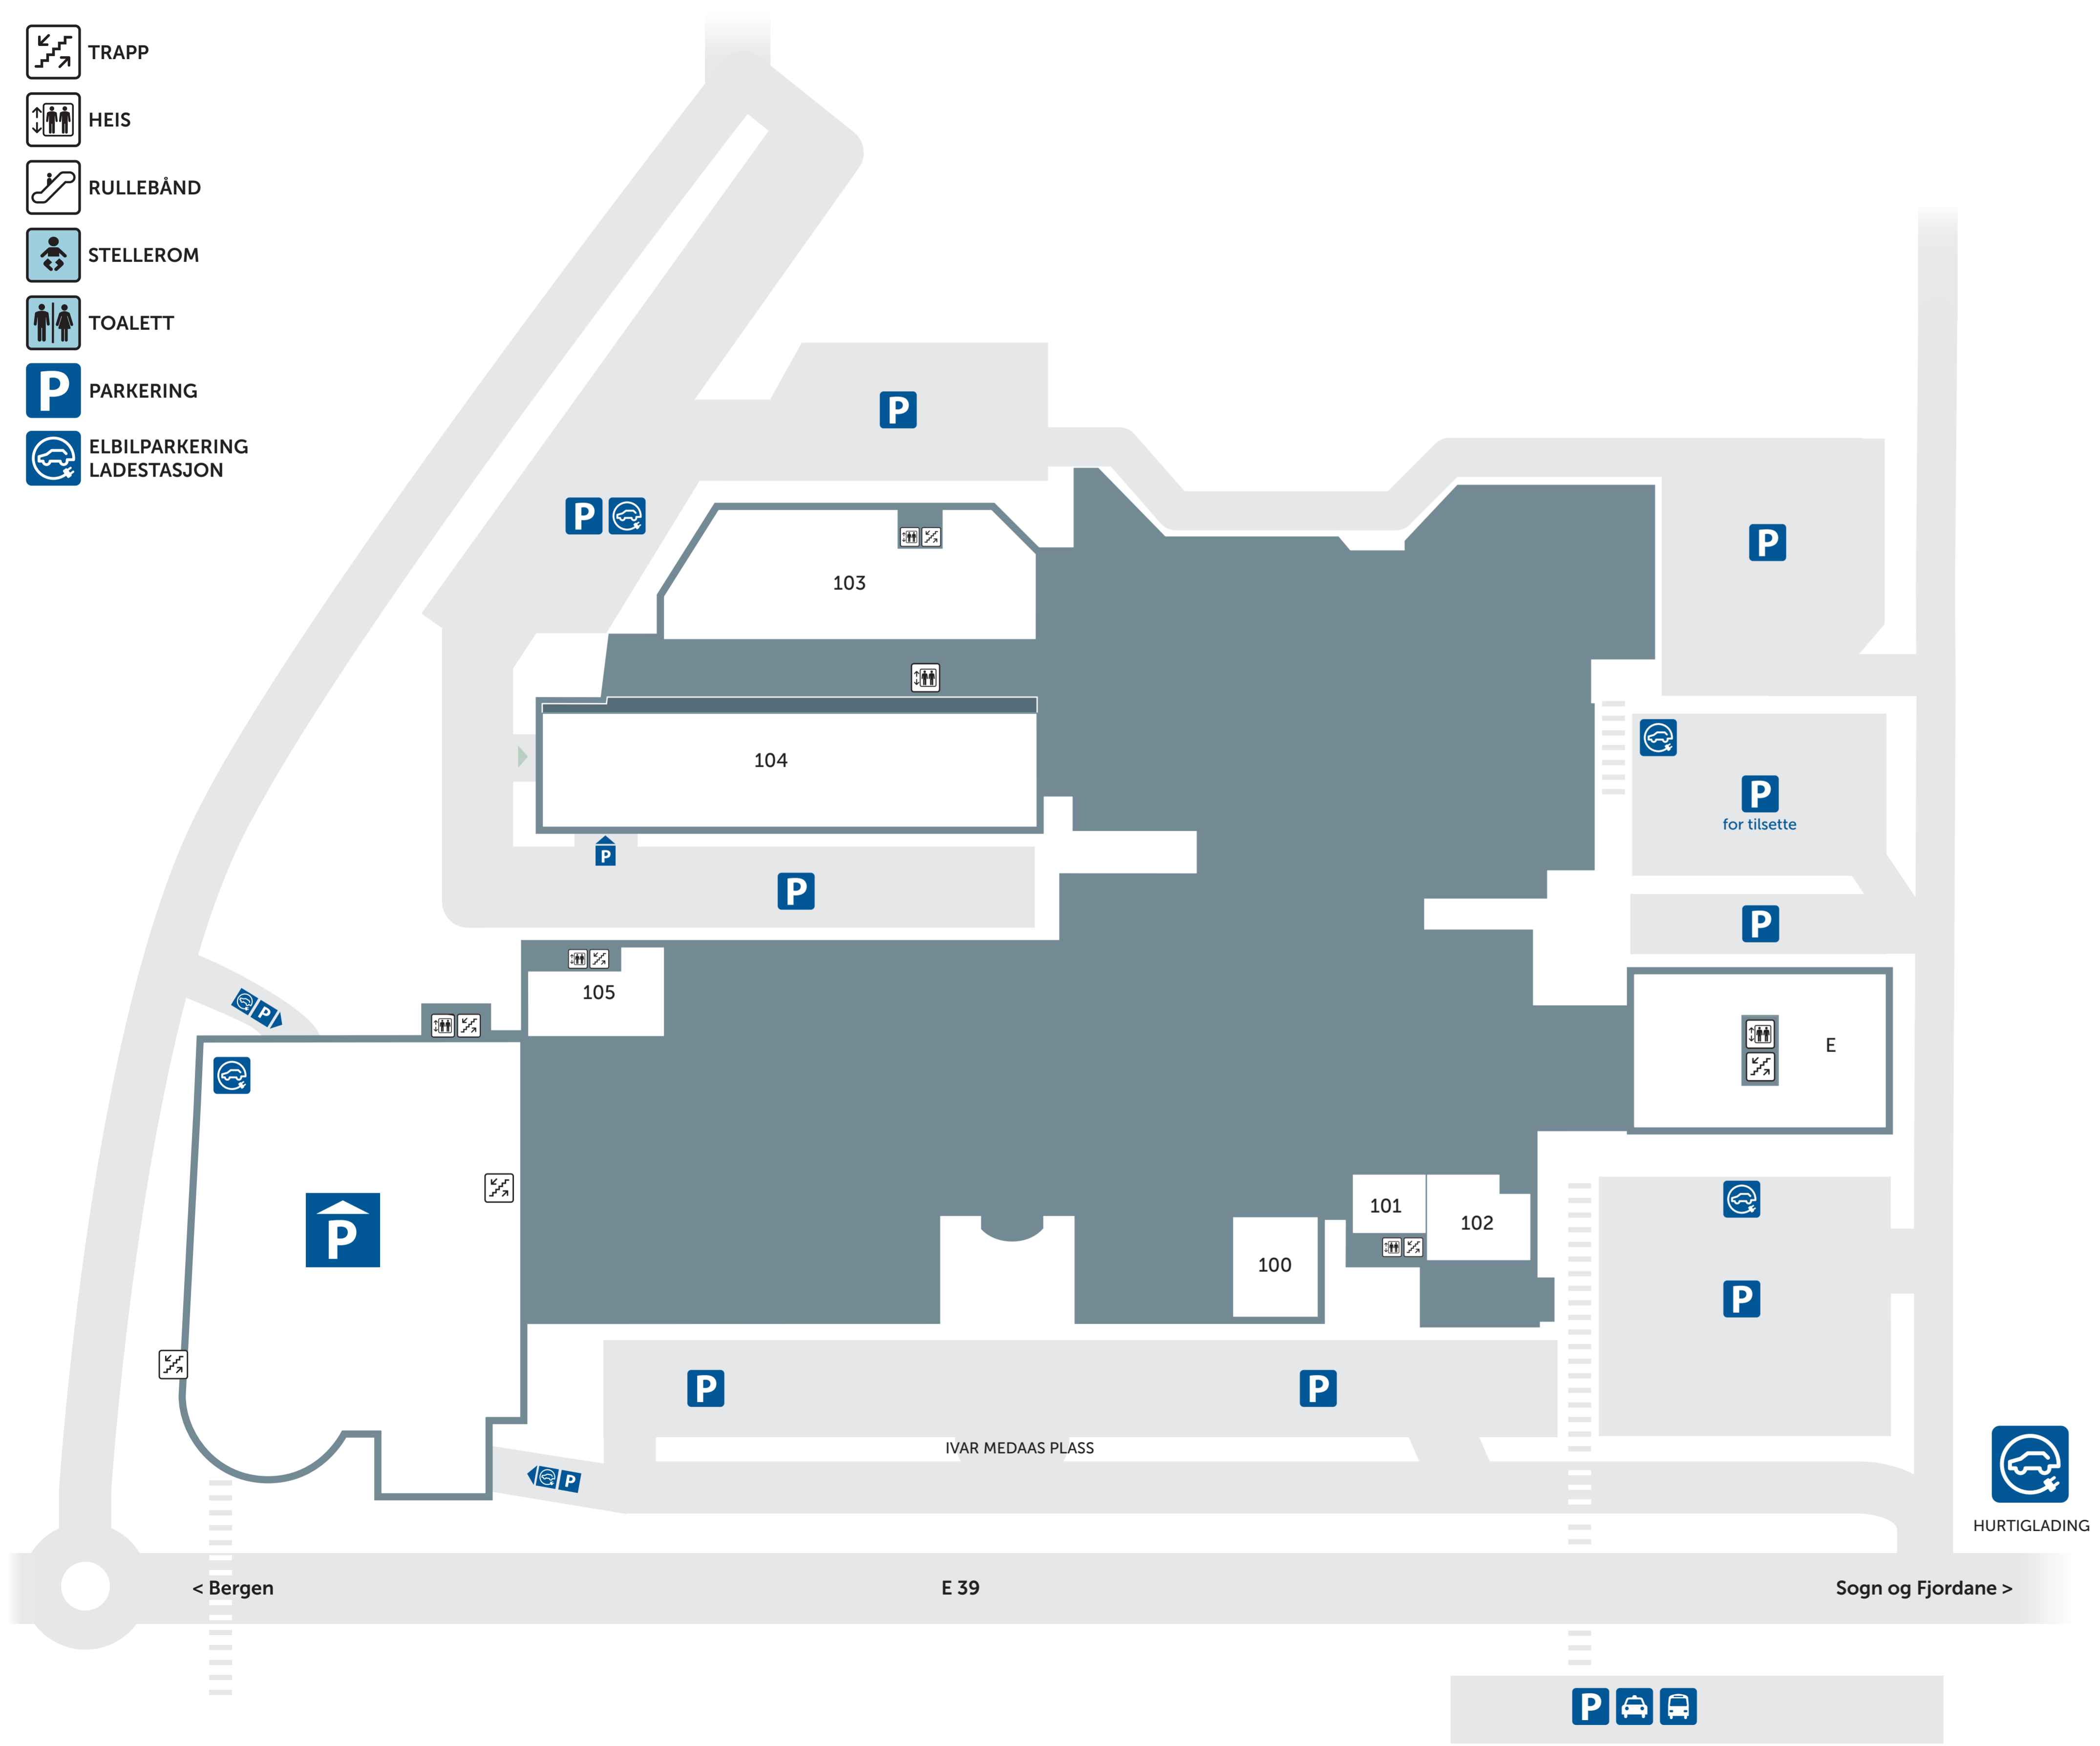 TRAPP
HEIS
RULLEBÅND
STELLEROM
TOALETT
P PARKERING
ELBILPARKERING
LADESTASJON
P
P
P
103
P
104
P
for tilsette
P
P
P
105
P
E
P
101
102
100
P
P
P
P
IVAR MEDAAS PLASS
P
HURTIGLADING
< Bergen
E 39
Sogn og Fjordane >
P